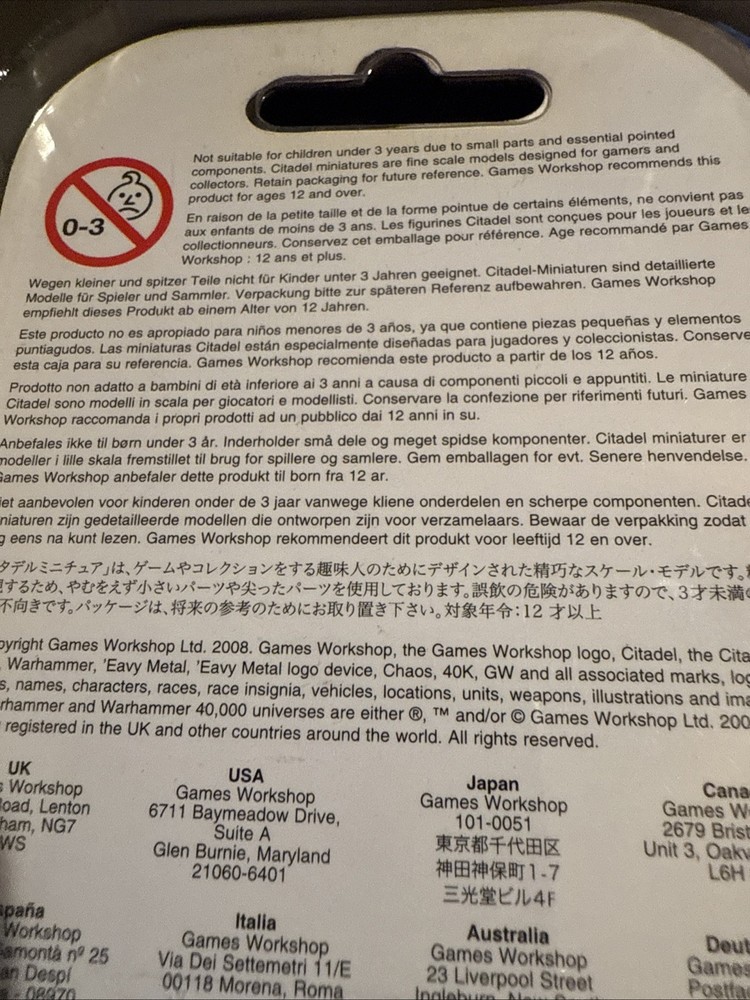 0-3
Not suitable for children under 3 years due to small parts and essential pointed
components. Citadel miniatures are fine scale models designed for gamers and
collectors. Retain packaging for future reference. Games Workshop recommends this
product for ages 12 and over.
En raison de la petite taille et de la forme pointue de certains éléments, ne convient pas
aux enfants de moins de 3 ans. Les figurines Citadel sont conçues pour les joueurs et le
collectionneurs. Conservez cet emballage pour référence. Age recommandé par Games
Workshop : 12 ans et plus.
Wegen kleiner und spitzer Teile nicht für Kinder unter 3 Jahren geeignet. Citadel-Miniaturen sind detaillierte
Modelle für Spieler und Sammler. Verpackung bitte zur späteren Referenz aufbewahren. Games Workshop
empfiehlt dieses Produkt ab einem Alter von 12 Jahren.
Este producto no es apropiado para niños menores de 3 años, ya que contiene piezas pequeñas y elementos
puntiagudos. Las miniaturas Citadel están especialmente diseñadas para jugadores y coleccionistas. Conserve
esta caja para su referencia. Games Workshop recomienda este producto a partir de los 12 años.
Prodotto non adatto a bambini di età inferiore ai 3 anni a causa di componenti piccoli e appuntiti. Le miniature
Citadel sono modelli in scala per giocatori e modellisti. Conservare la confezione per riferimenti futuri. Games
Workshop raccomanda i propri prodotti ad un pubblico dai 12 anni in su.
Anbefales ikke til børn under 3 år. Inderholder små dele og meget spidse komponenter. Citadel miniaturer er
modeller i lille skala fremstillet til brug for spillere og samlere. Gem emballagen for evt. Senere henvendelse.
Games Workshop anbefaler dette produkt til born fra 12 ar.
iet aanbevolen voor kinderen onder de 3 jaar vanwege kliene onderdelen en scherpe componenten. Citade
niaturen zijn gedetailleerde modellen die ontworpen zijn voor verzamelaars. Bewaar de verpakking zodat
g eens na kunt lezen. Games Workshop rekommendeert dit produkt voor leeftijd 12 en over.
タデルミニチュア」は、ゲームやコレクションをする趣味人のためにデザインされた精巧なスケール・モデルです。
するため、やむをえず小さいパーツや尖ったパーツを使用しております。誤飲の危険がありますので、3才未満の
不向きです。パッケージは、将来の参考のためにお取り置き下さい。対象年令：12 才以上
opyright Games Workshop Ltd. 2008. Games Workshop, the Games Workshop logo, Citadel, the Cita
, Warhammer, 'Eavy Metal, 'Eavy Metal logo device, Chaos, 40K, GW and all associated marks, log
s, names, characters, races, race insignia, vehicles, locations, units, weapons, illustrations and ima
rhammer and Warhammer 40,000 universes are either ®, ™ and/or © Games Workshop Ltd. 200
registered in the UK and other countries around the world. All rights reserved.
UK
s Workshop
oad, Lenton
ham, NG7
WS
USA
Games Workshop
6711 Baymeadow Drive,
Suite A
Glen Burnie, Maryland
21060-6401
Japan
Games Workshop
101-0051
東京都千代田区
神田神保町1-7
三光堂ビル4F
Cana
Games W
2679 Brist
Unit 3, Oakv
L6H
spaña
Workshop
amontà nº 25
an Despí
- 08970
Italia
Games Workshop
Via Dei Settemetri 11/E
00118 Morena, Roma
Australia
Games Workshop
23 Liverpool Street
Ingleburn, New S
Deut
Games
Postfa